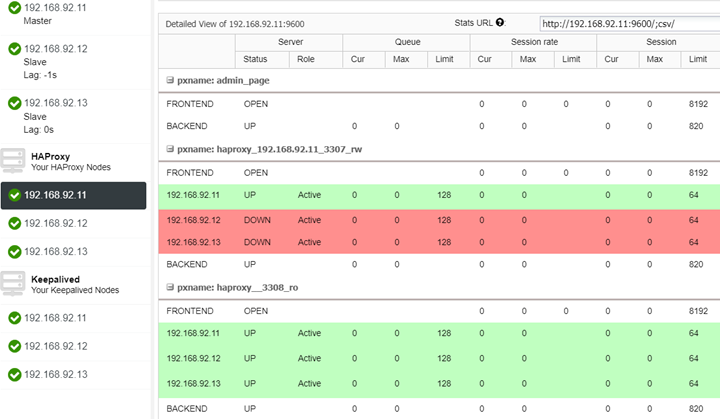 192.168.92.11
Master
192.168.92.12
Slave
Lag: -1s
192.168.92.13
Slave
Lag: 0s
HAProxy
Your HAProxy Nodes
192.168.92.11
192.168.92.12
192.168.92.13
Keepalived
Your Keepalived Nodes
192.168.92.11
192.168.92.12
192.168.92.13
Detailed View of 192.168.92.11:9600 Stats URL ?: http://192.168.92.11:9600/;csv/
Server Queue Session rate Session
Status Role Cur Max Limit Cur Max Limit Cur Max Limit
pxname: admin_page
FRONTEND OPEN 0 0 0 0 0 8192
BACKEND UP 0 0 0 0 0 0 820
pxname: haproxy_192.168.92.11_3307_rw
FRONTEND OPEN 0 0 0 0 0 8192
192.168.92.11 UP Active 0 0 128 0 0 0 0 64
192.168.92.12 DOWN Active 0 0 128 0 0 0 0 64
192.168.92.13 DOWN Active 0 0 128 0 0 0 0 64
BACKEND UP 0 0 0 0 0 0 820
pxname: haproxy__3308_ro
FRONTEND OPEN 0 0 0 0 0 8192
192.168.92.11 UP Active 0 0 128 0 0 0 0 64
192.168.92.12 UP Active 0 0 128 0 0 0 0 64
192.168.92.13 UP Active 0 0 128 0 0 0 0 64
BACKEND UP 0 0 0 0 0 0 820